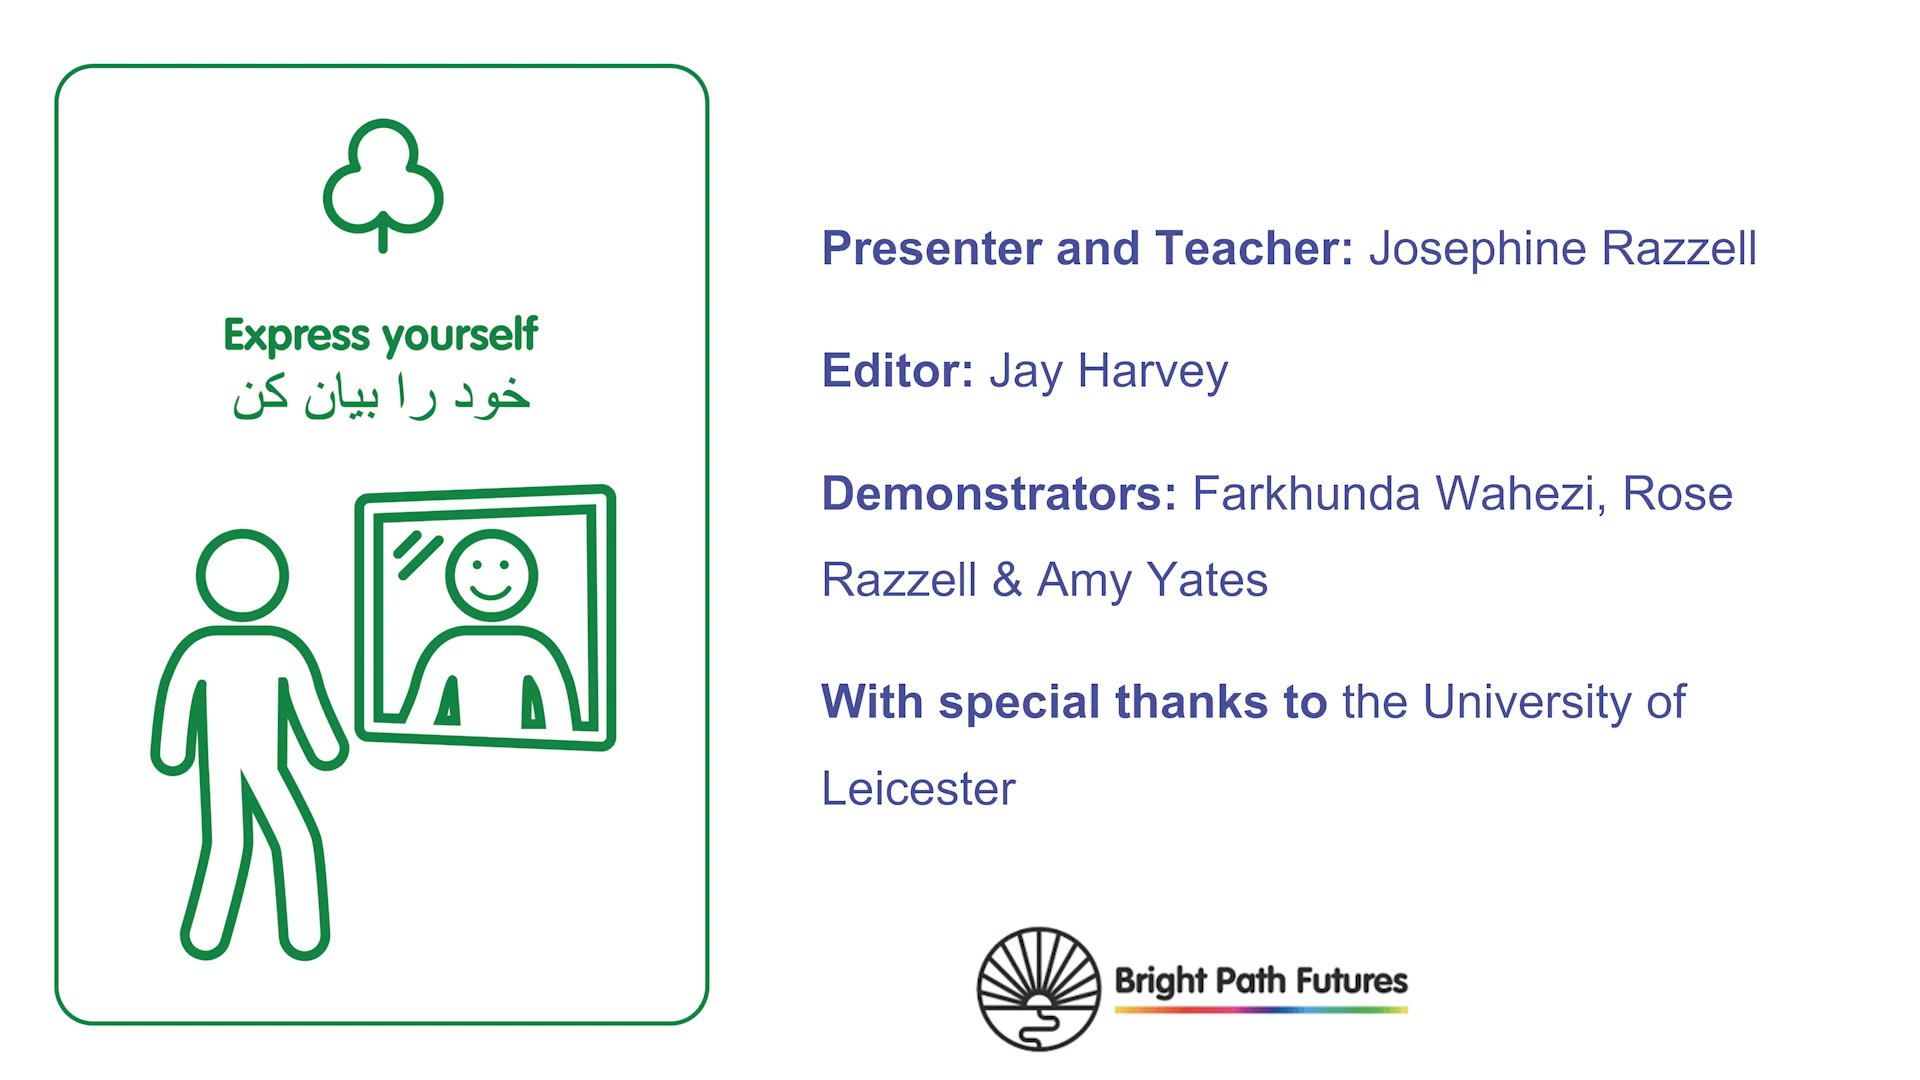 Express yourself
خود را بیان کن
Presenter and Teacher: Josephine Razzell
Editor: Jay Harvey
Demonstrators: Farkhunda Wahezi, Rose
Razzell & Amy Yates
With special thanks to the University of
Leicester
Bright Path Futures